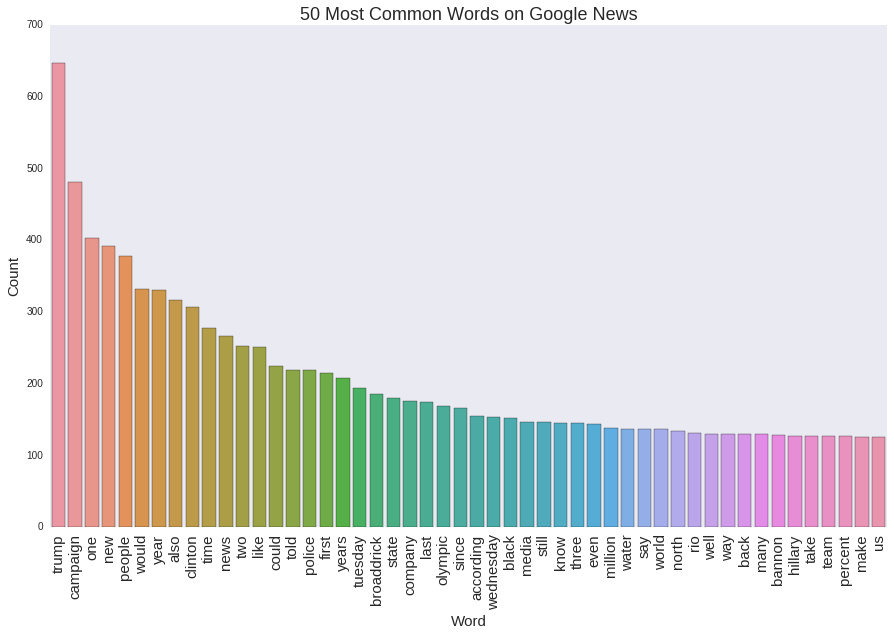 50 Most Common Words on Google News
700
600
500
400
300
200
100
0
Count
trump
campaign
one
new
people
would
year
also
clinton
time
news
two
like
could
told
police
first
years
tuesday
broaddrick
state
company
last
olympic
since
according
wednesday
black
media
still
know
three
even
million
water
say
world
north
rio
well
way
back
many
bannon
hillary
take
team
percent
make
us
Word